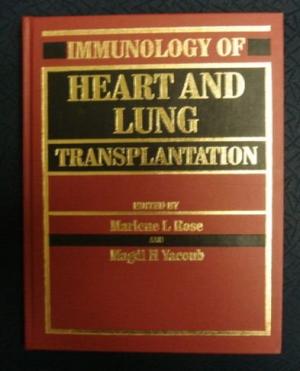 IMMUNOLOGY OF
HEART AND
LUNG
TRANSPLANTATION
EDITED BY
Marlene L Rose
AND
Magdi H Yacoub